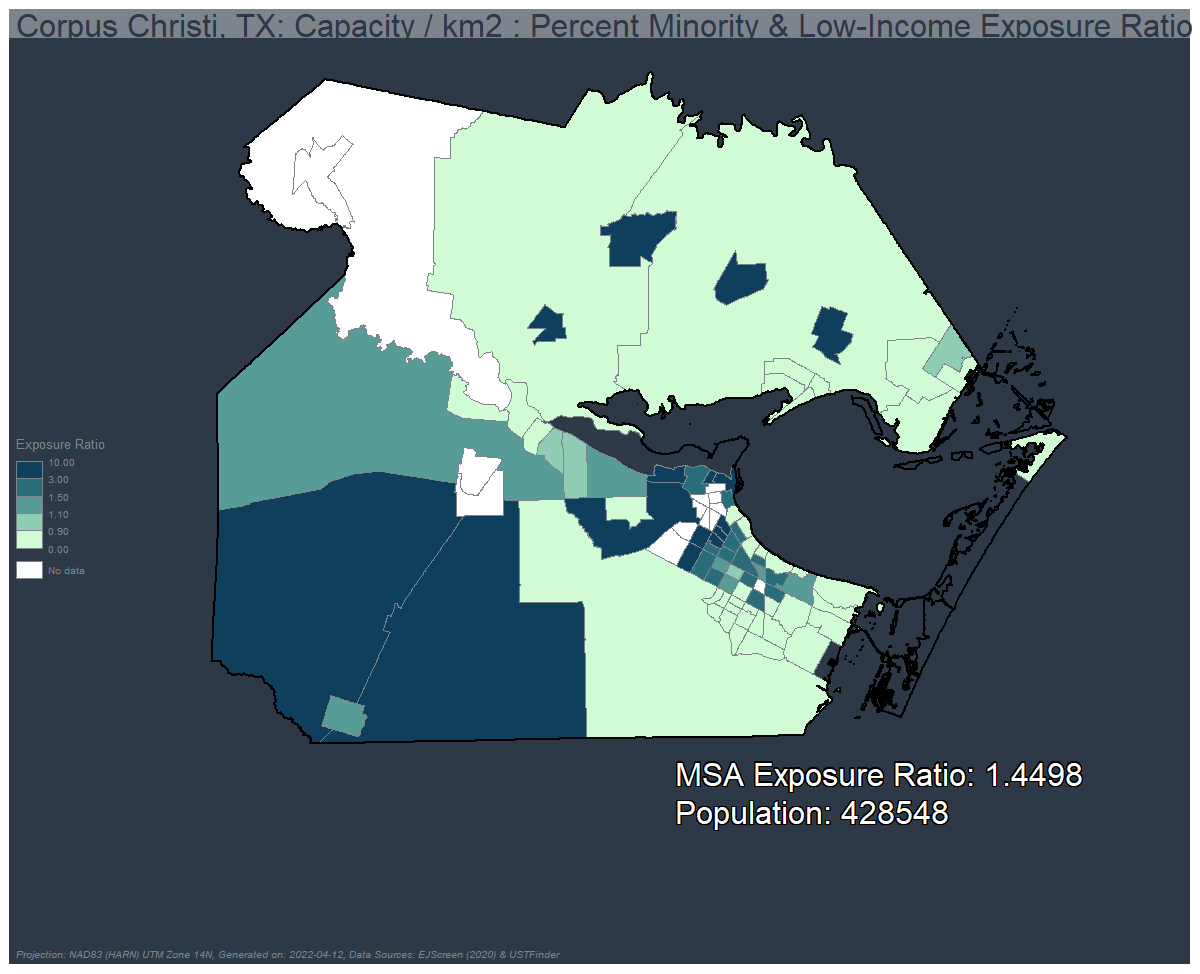 Corpus Christi, TX: Capacity / km2 : Percent Minority & Low-Income Exposure Ratio
Exposure Ratio
10.00
3.00
1.50
1.10
0.90
0.00
No data
MSA Exposure Ratio: 1.4498
Population: 428548
Projection: NAD83 (HARN) UTM Zone 14N, Generated on: 2022-04-12, Data Sources: EJScreen (2020) & USTFinder